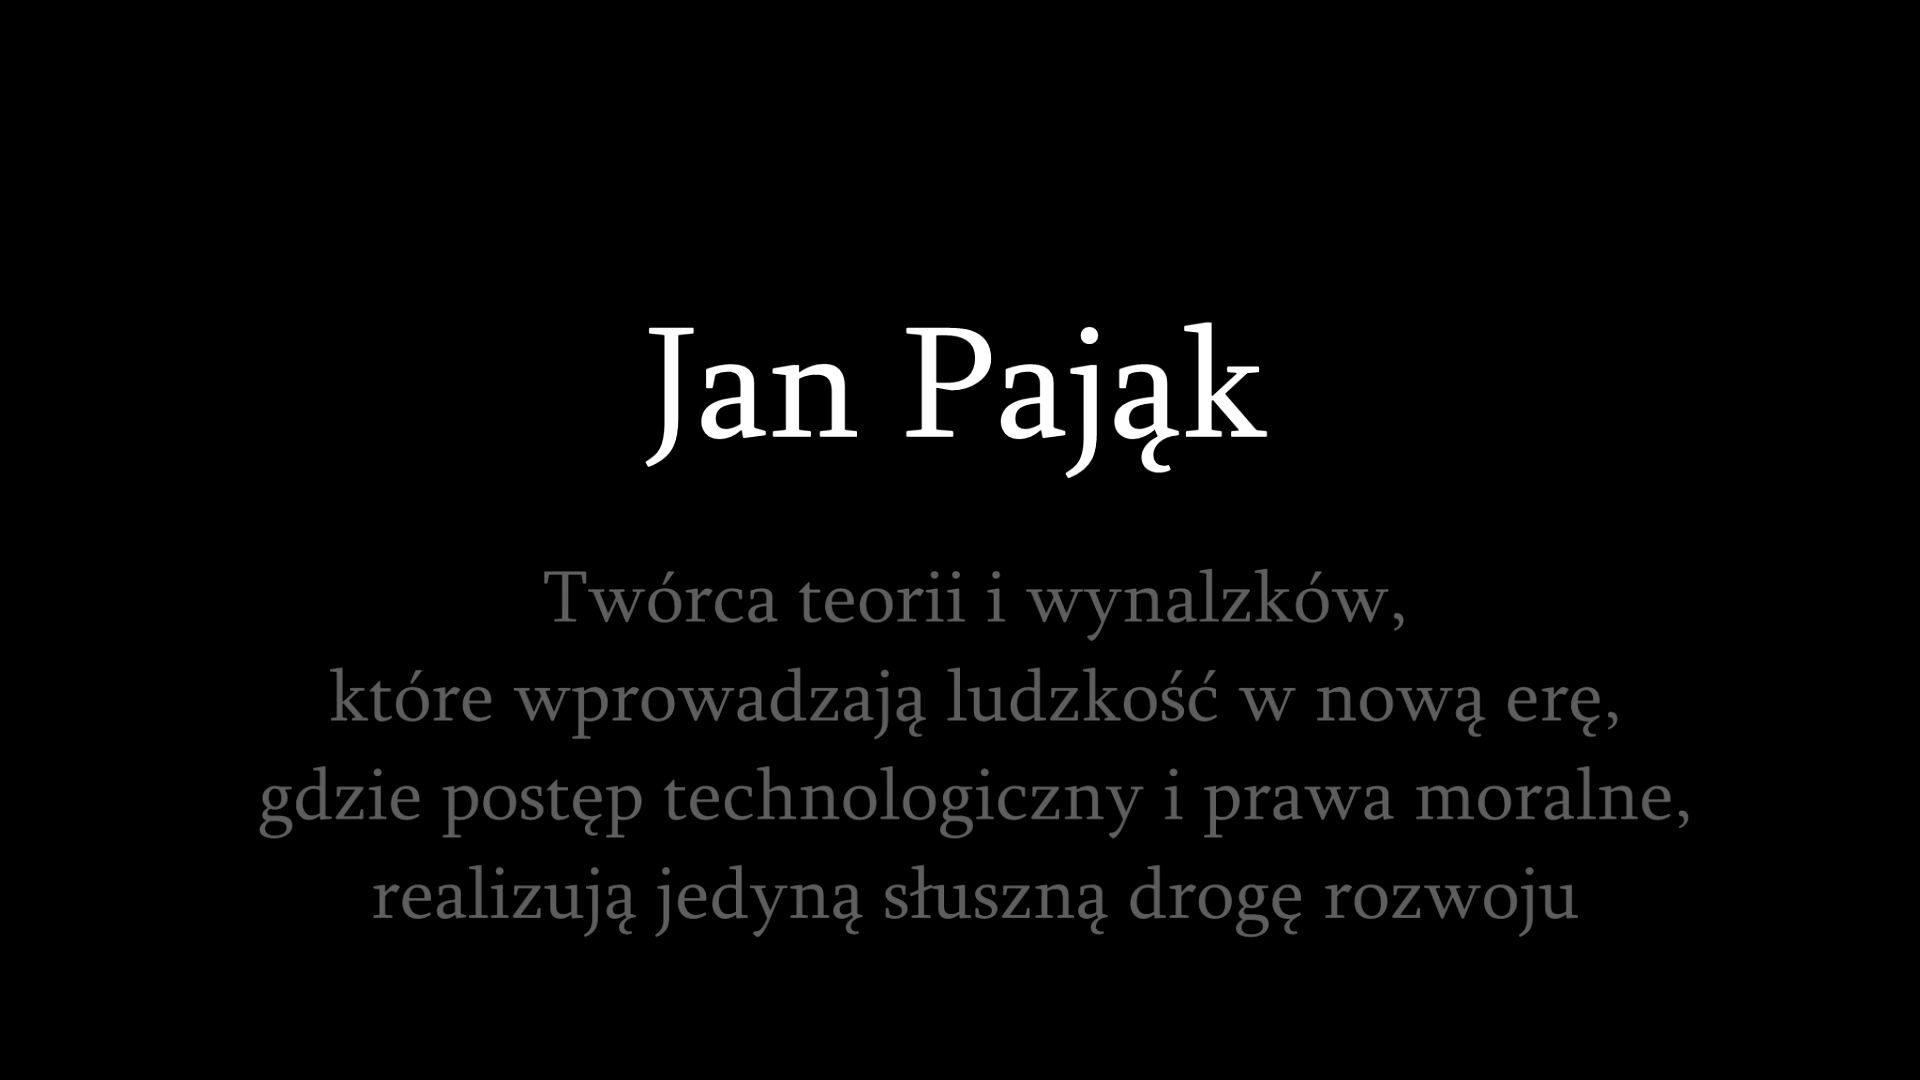 Jan Pająk
Twórca teorii i wynalzków,
które wprowadzają ludzkość w nową erę,
gdzie postęp technologiczny i prawa moralne,
realizują jedyną słuszną drogę rozwoju